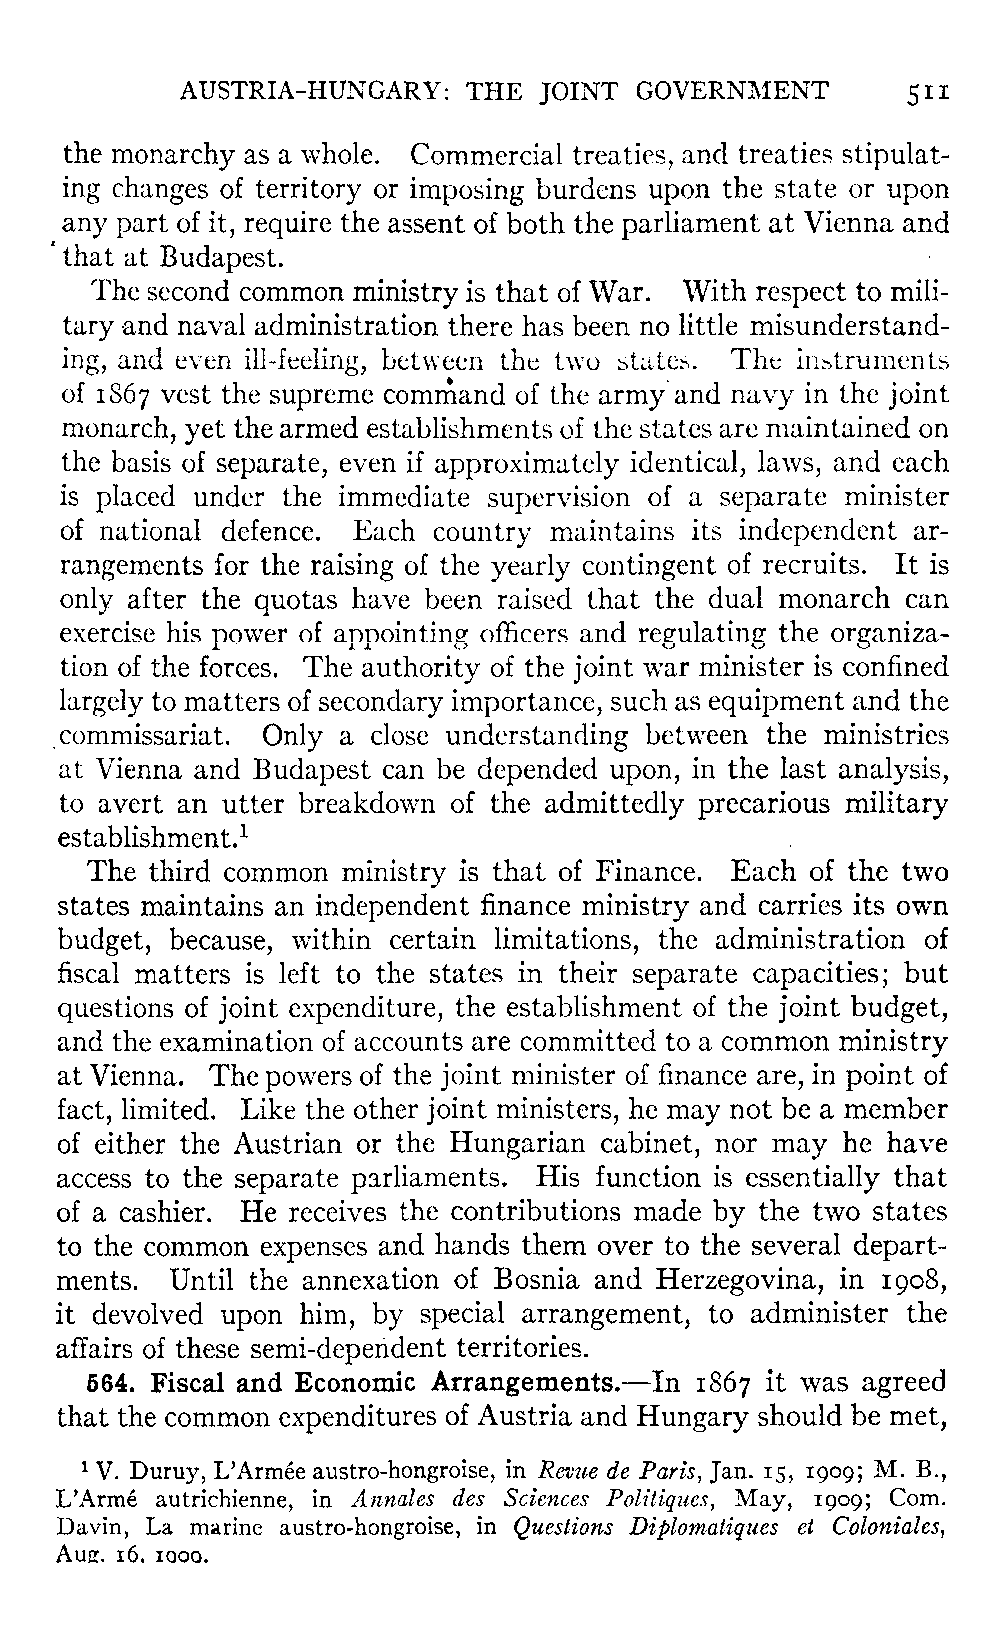 AUSTRIA-HUNGARY: THE JOINT GOVERNMENT 511
the monarchy as a whole. Commercial treaties, and treaties stipulat-
ing changes of territory or imposing burdens upon the state or upon
any part of it, require the assent of both the parliament at Vienna and
that at Budapest.
The second common ministry is that of War. With respect to mili-
tary and naval administration there has been no little misunderstand-
ing, and even ill-feeling, between the two states. The instruments
of 1867 vest the supreme command of the army and navy in the joint
monarch, yet the armed establishments of the states are maintained on
the basis of separate, even if approximately identical, laws, and each
is placed under the immediate supervision of a separate minister
of national defence. Each country maintains its independent ar-
rangements for the raising of the yearly contingent of recruits. It is
only after the quotas have been raised that the dual monarch can
exercise his power of appointing officers and regulating the organiza-
tion of the forces. The authority of the joint war minister is confined
largely to matters of secondary importance, such as equipment and the
commissariat. Only a close understanding between the ministries
at Vienna and Budapest can be depended upon, in the last analysis,
to avert an utter breakdown of the admittedly precarious military
establishment.¹
The third common ministry is that of Finance. Each of the two
states maintains an independent finance ministry and carries its own
budget, because, within certain limitations, the administration of
fiscal matters is left to the states in their separate capacities; but
questions of joint expenditure, the establishment of the joint budget,
and the examination of accounts are committed to a common ministry
at Vienna. The powers of the joint minister of finance are, in point of
fact, limited. Like the other joint ministers, he may not be a member
of either the Austrian or the Hungarian cabinet, nor may he have
access to the separate parliaments. His function is essentially that
of a cashier. He receives the contributions made by the two states
to the common expenses and hands them over to the several depart-
ments. Until the annexation of Bosnia and Herzegovina, in 1908,
it devolved upon him, by special arrangement, to administer the
affairs of these semi-dependent territories.
564. Fiscal and Economic Arrangements.—In 1867 it was agreed
that the common expenditures of Austria and Hungary should be met,
¹ V. Duruy, L'Armée austro-hongroise, in Revue de Paris, Jan. 15, 1909; M. B.,
L'Armé autrichienne, in Annales des Sciences Politiques, May, 1909; Com.
Davin, La marine austro-hongroise, in Questions Diplomatiques et Coloniales,
Aug. 16, 1909.